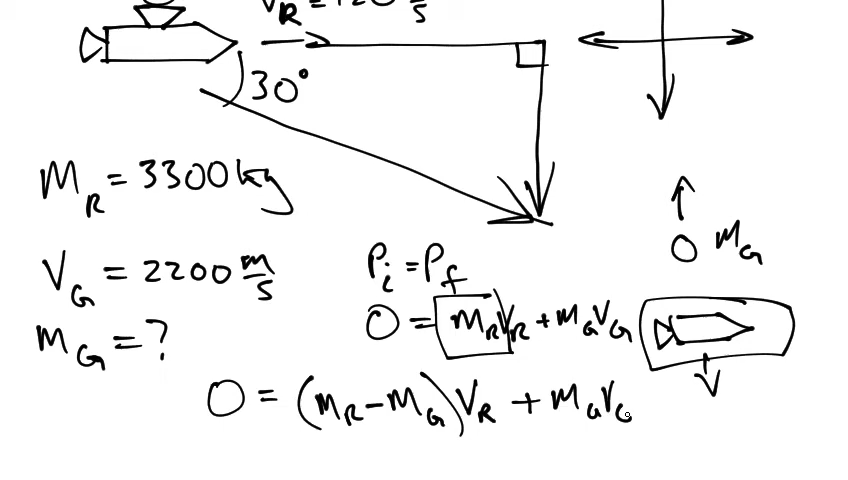 V_R = 120 m/s
30°
M_R = 3300 kg
V_G = 2200 m/s
P_i = P_f
M_G
0 = m_R V_R + m_G V_G
m_G = ?
V
0 = (m_R - m_G) V_R + m_G V_G